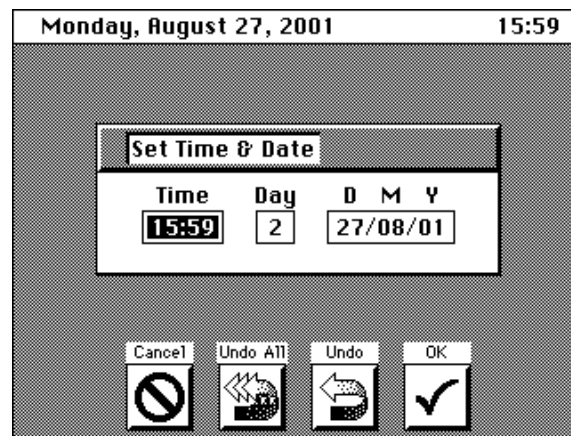 Monday, August 27, 2001 15:59
Set Time & Date
Time Day D M Y
15:59 2 27/08/01
Cancel Undo All Undo OK